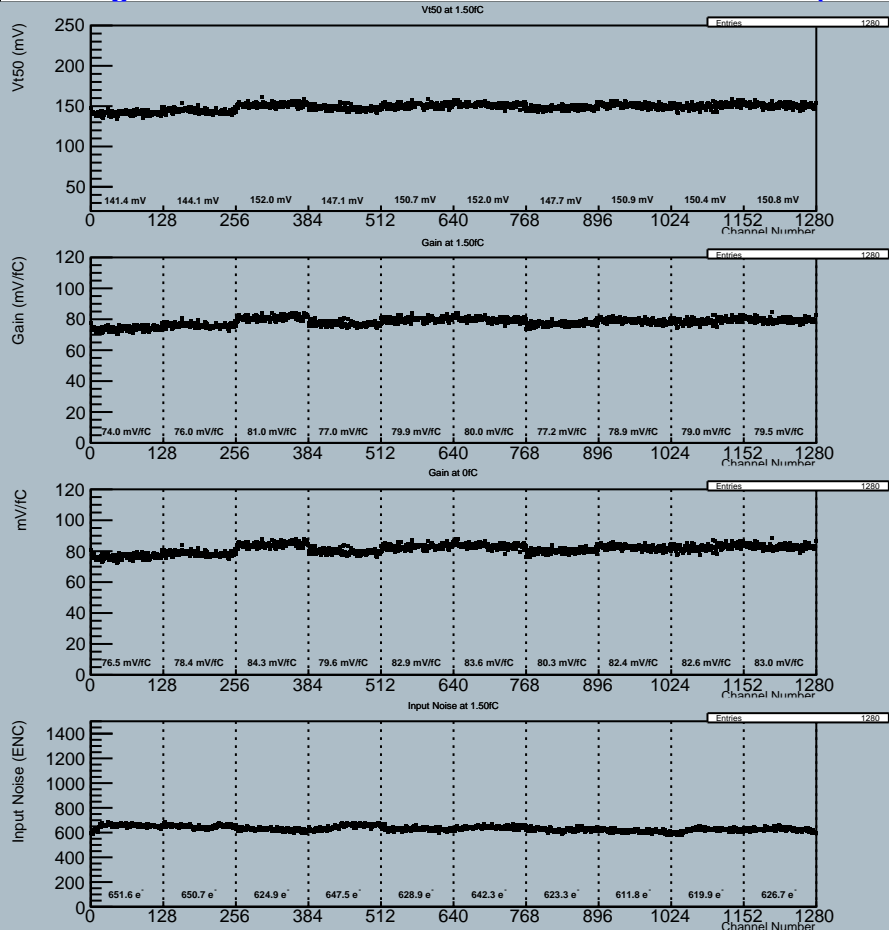 Vt50 at 1.50fC
Entries 1280
Vt50 (mV)
250
200
150
100
50
141.4 mV 144.1 mV 152.0 mV 147.1 mV 150.7 mV 152.0 mV 147.7 mV 150.9 mV 150.4 mV 150.8 mV
0 128 256 384 512 640 768 896 1024 1152 1280
Channel Number
Gain at 1.50fC
Entries 1280
Gain (mV/fC)
120
100
80
60
40
20
0
74.0 mV/fC 76.0 mV/fC 81.0 mV/fC 77.0 mV/fC 79.9 mV/fC 80.0 mV/fC 77.2 mV/fC 78.9 mV/fC 79.0 mV/fC 79.5 mV/fC
0 128 256 384 512 640 768 896 1024 1152 1280
Channel Number
Gain at 0fC
Entries 1280
mV/fC
120
100
80
60
40
20
0
76.5 mV/fC 78.4 mV/fC 84.3 mV/fC 79.6 mV/fC 82.9 mV/fC 83.6 mV/fC 80.3 mV/fC 82.4 mV/fC 82.6 mV/fC 83.0 mV/fC
0 128 256 384 512 640 768 896 1024 1152 1280
Channel Number
Input Noise at 1.50fC
Entries 1280
Input Noise (ENC)
1400
1200
1000
800
600
400
200
0
651.6 e⁻ 650.7 e⁻ 624.9 e⁻ 647.5 e⁻ 628.9 e⁻ 642.3 e⁻ 623.3 e⁻ 611.8 e⁻ 619.9 e⁻ 626.7 e⁻
0 128 256 384 512 640 768 896 1024 1152 1280
Channel Number